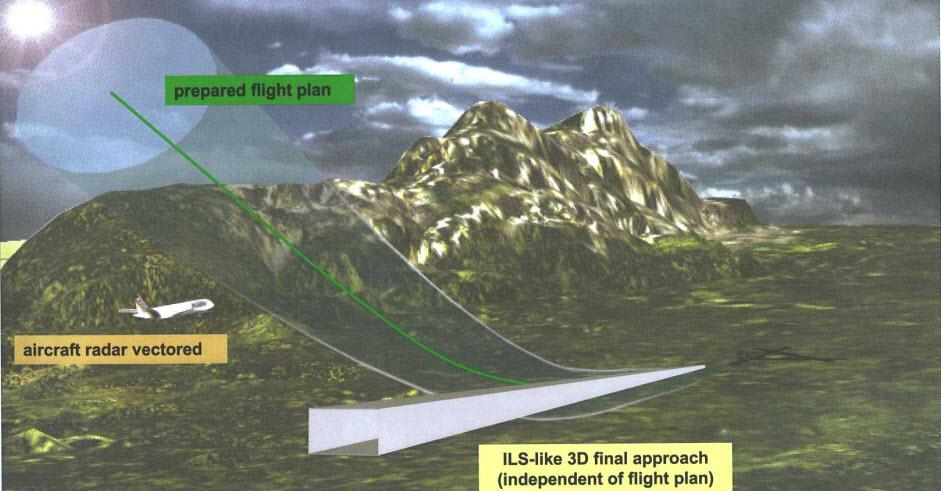 prepared flight plan
aircraft radar vectored
ILS-like 3D final approach
(independent of flight plan)